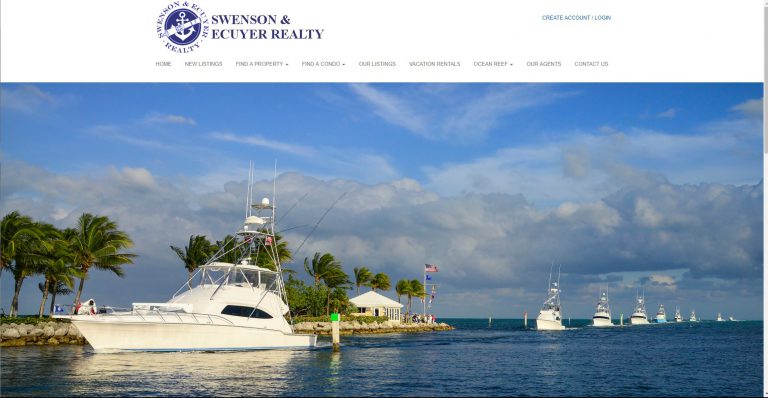 SWENSON & ECUYER
REALTY
SWENSON &
ECUYER REALTY
CREATE ACCOUNT / LOGIN
HOME NEW LISTINGS FIND A PROPERTY FIND A CONDO OUR LISTINGS VACATION RENTALS OCEAN REEF OUR AGENTS CONTACT US